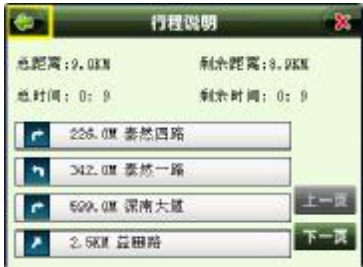 行程说明
总距离:9.0KM 剩余距离:8.9KM
总时间: 0: 9 剩余时间: 0: 9
226.0M 泰然四路
342.0M 泰然一路
699.0M 深南大道
上一页
2.5KM 益田路
下一页